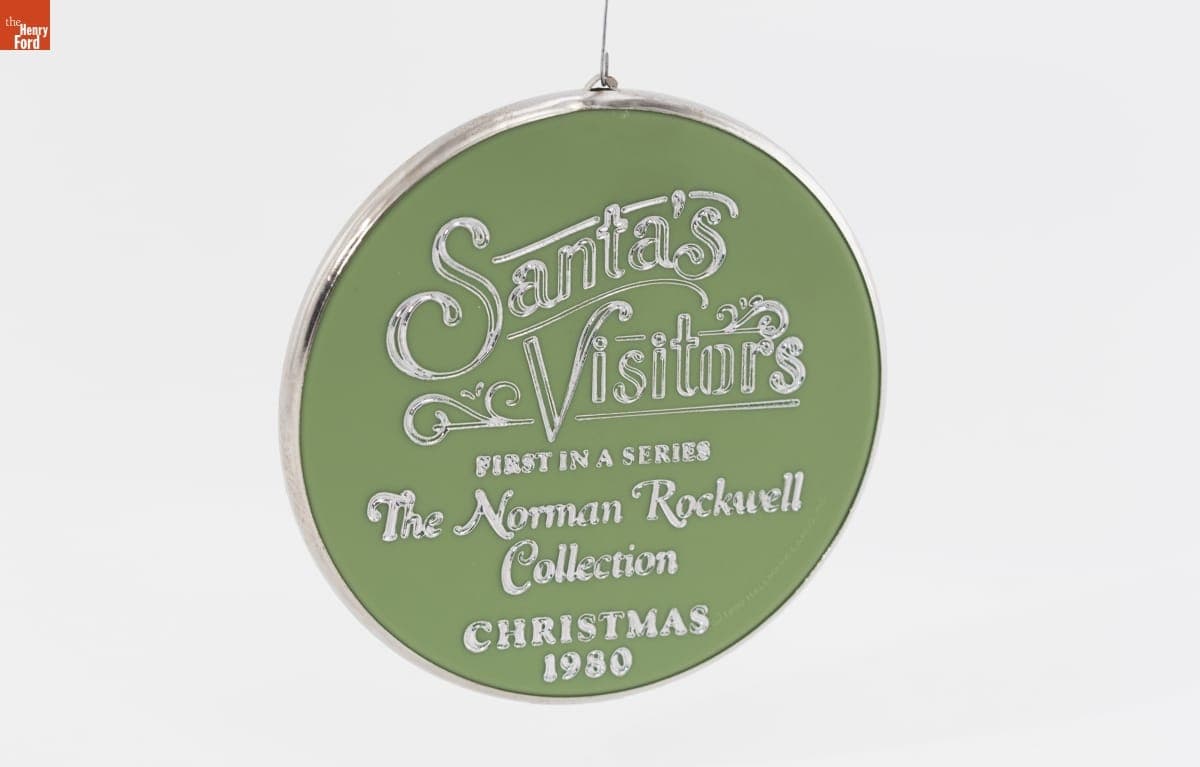 the
Henry
Ford
Santa's
Visitors
FIRST IN A SERIES
The Norman Rockwell
Collection
CHRISTMAS
1980